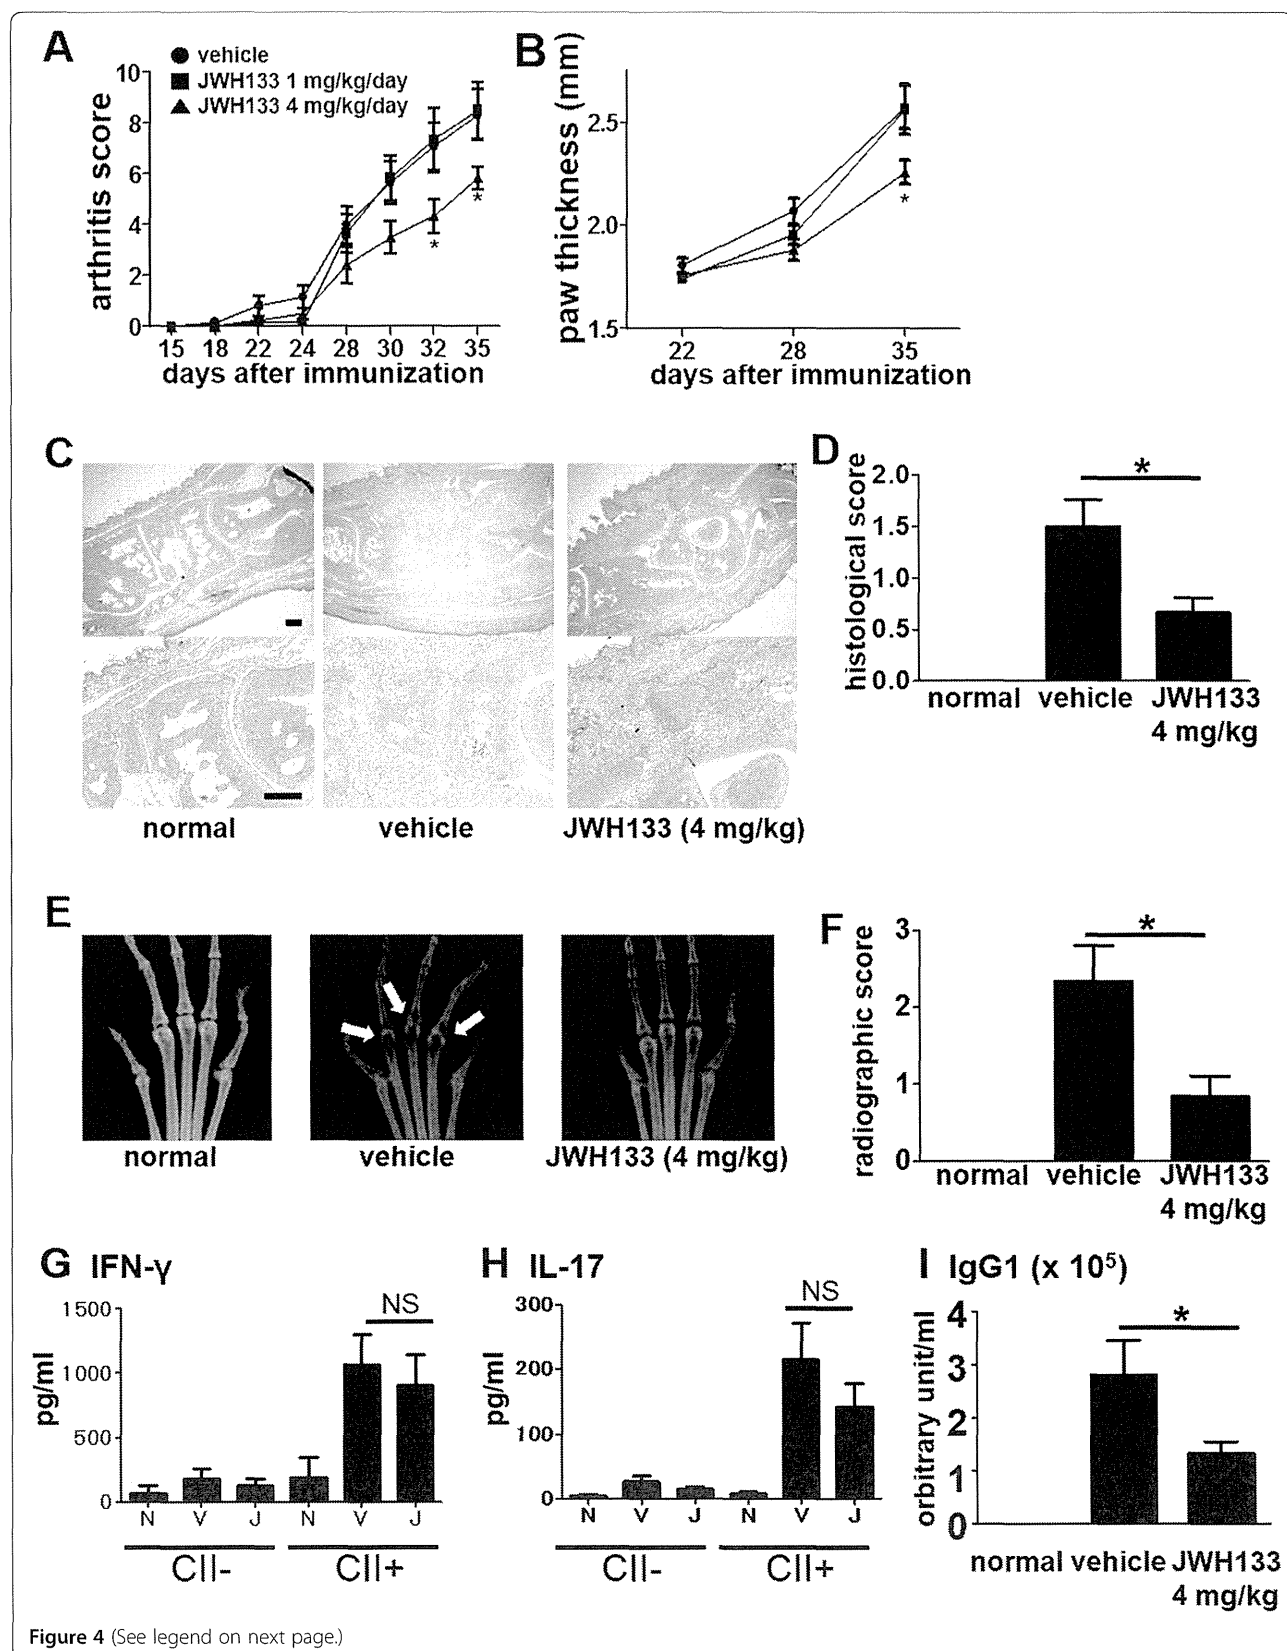 A
vehicle
JWH133 1 mg/kg/day
JWH133 4 mg/kg/day
arthritis score
10
8
6
4
2
0
15 18 22 24 28 30 32 35
days after immunization
*
*
B
paw thickness (mm)
2.5
2.0
1.5
22 28 35
days after immunization
*
C
normal
vehicle
JWH133 (4 mg/kg)
D
histological score
2.0
1.5
1.0
0.5
0.0
*
normal vehicle JWH133
4 mg/kg
E
normal
vehicle
JWH133 (4 mg/kg)
F
radiographic score
3
2
1
0
*
normal vehicle JWH133
4 mg/kg
G IFN-γ
pg/ml
1500
1000
500
0
NS
N V J N V J
CII- CII+
H IL-17
pg/ml
300
200
100
0
NS
N V J N V J
CII- CII+
I IgG1 (x 10⁵)
orbitrary unit/ml
4
3
2
1
0
*
normal vehicle JWH133
4 mg/kg
Figure 4 (See legend on next page.)